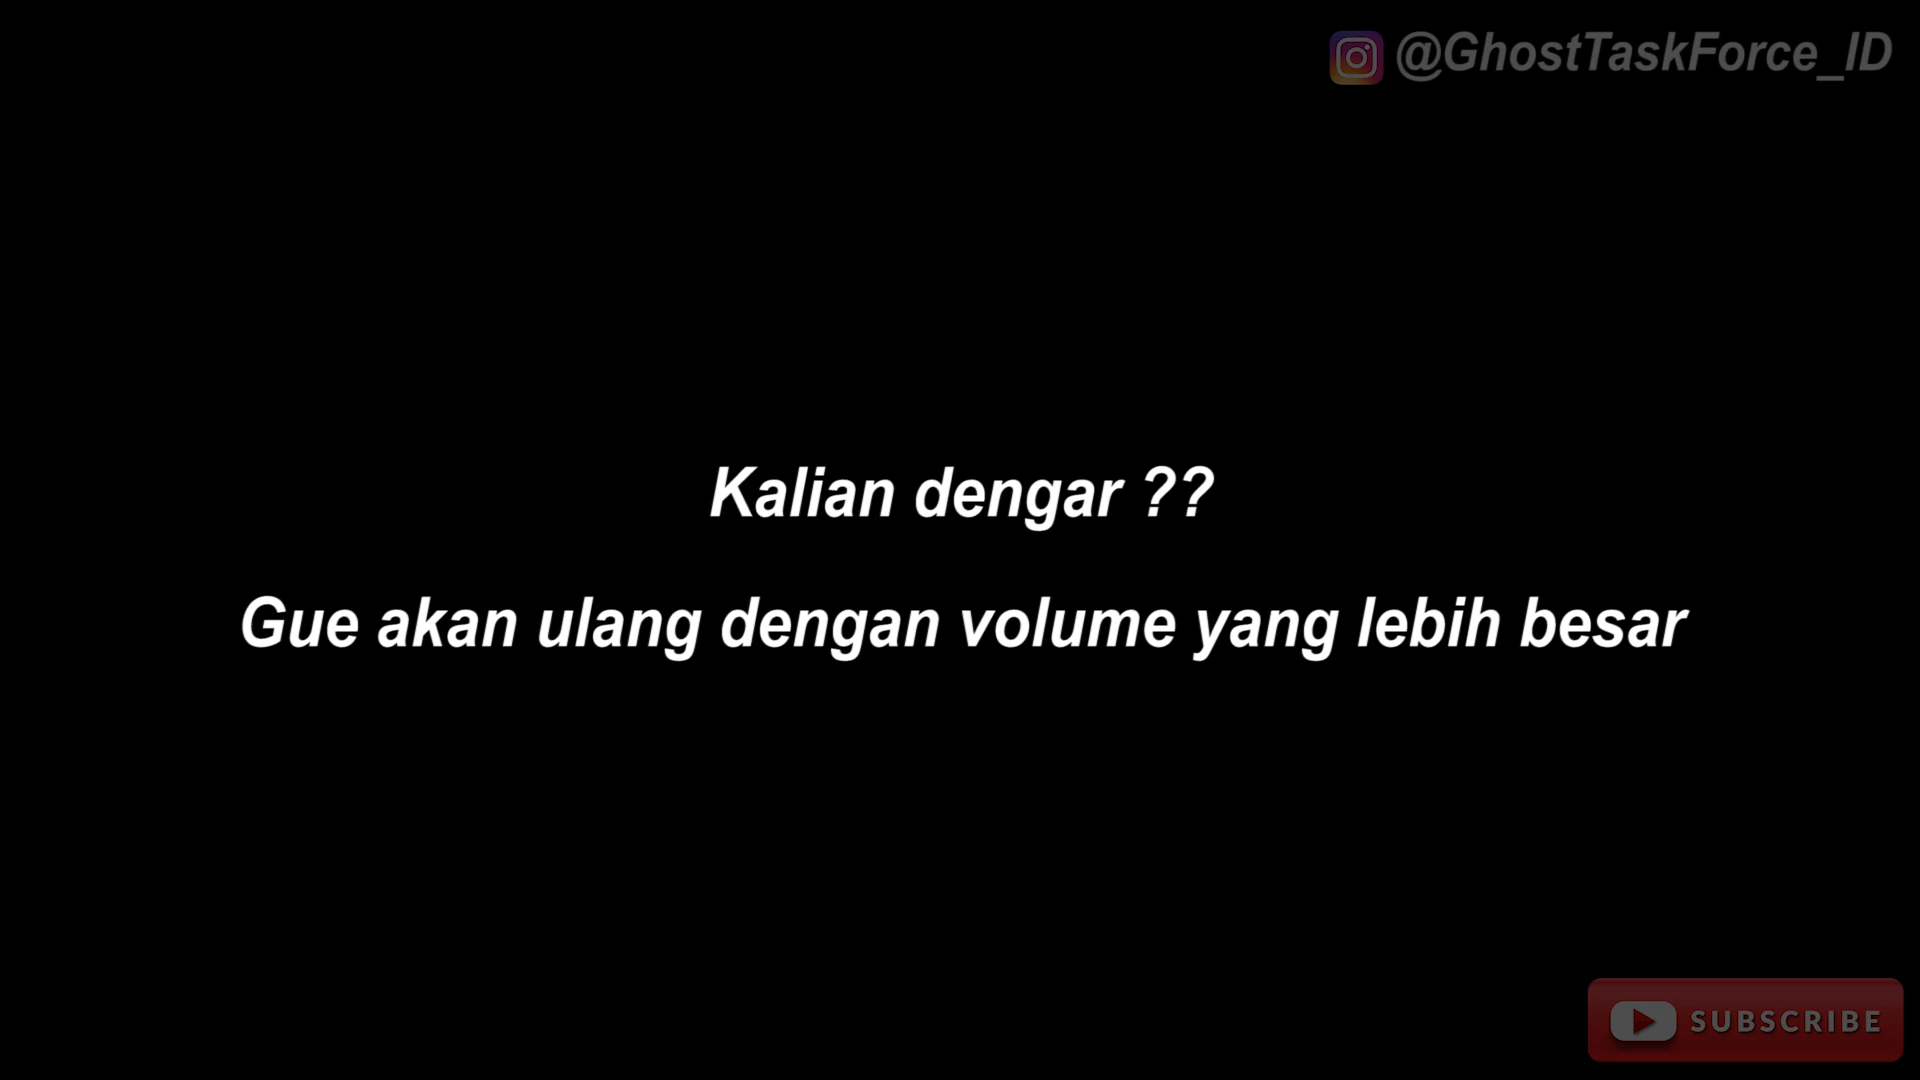 @GhostTaskForce_ID
Kalian dengar ??
Gue akan ulang dengan volume yang lebih besar
SUBSCRIBE